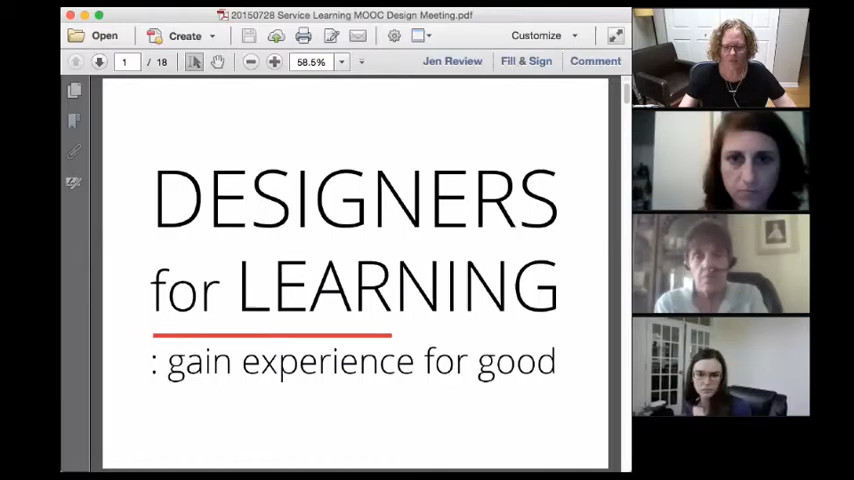 20150728 Service Learning MOOC Design Meeting.pdf
Open Create Customize
1 / 18 58.5% Jen Review Fill & Sign Comment
DESIGNERS
for LEARNING
: gain experience for good